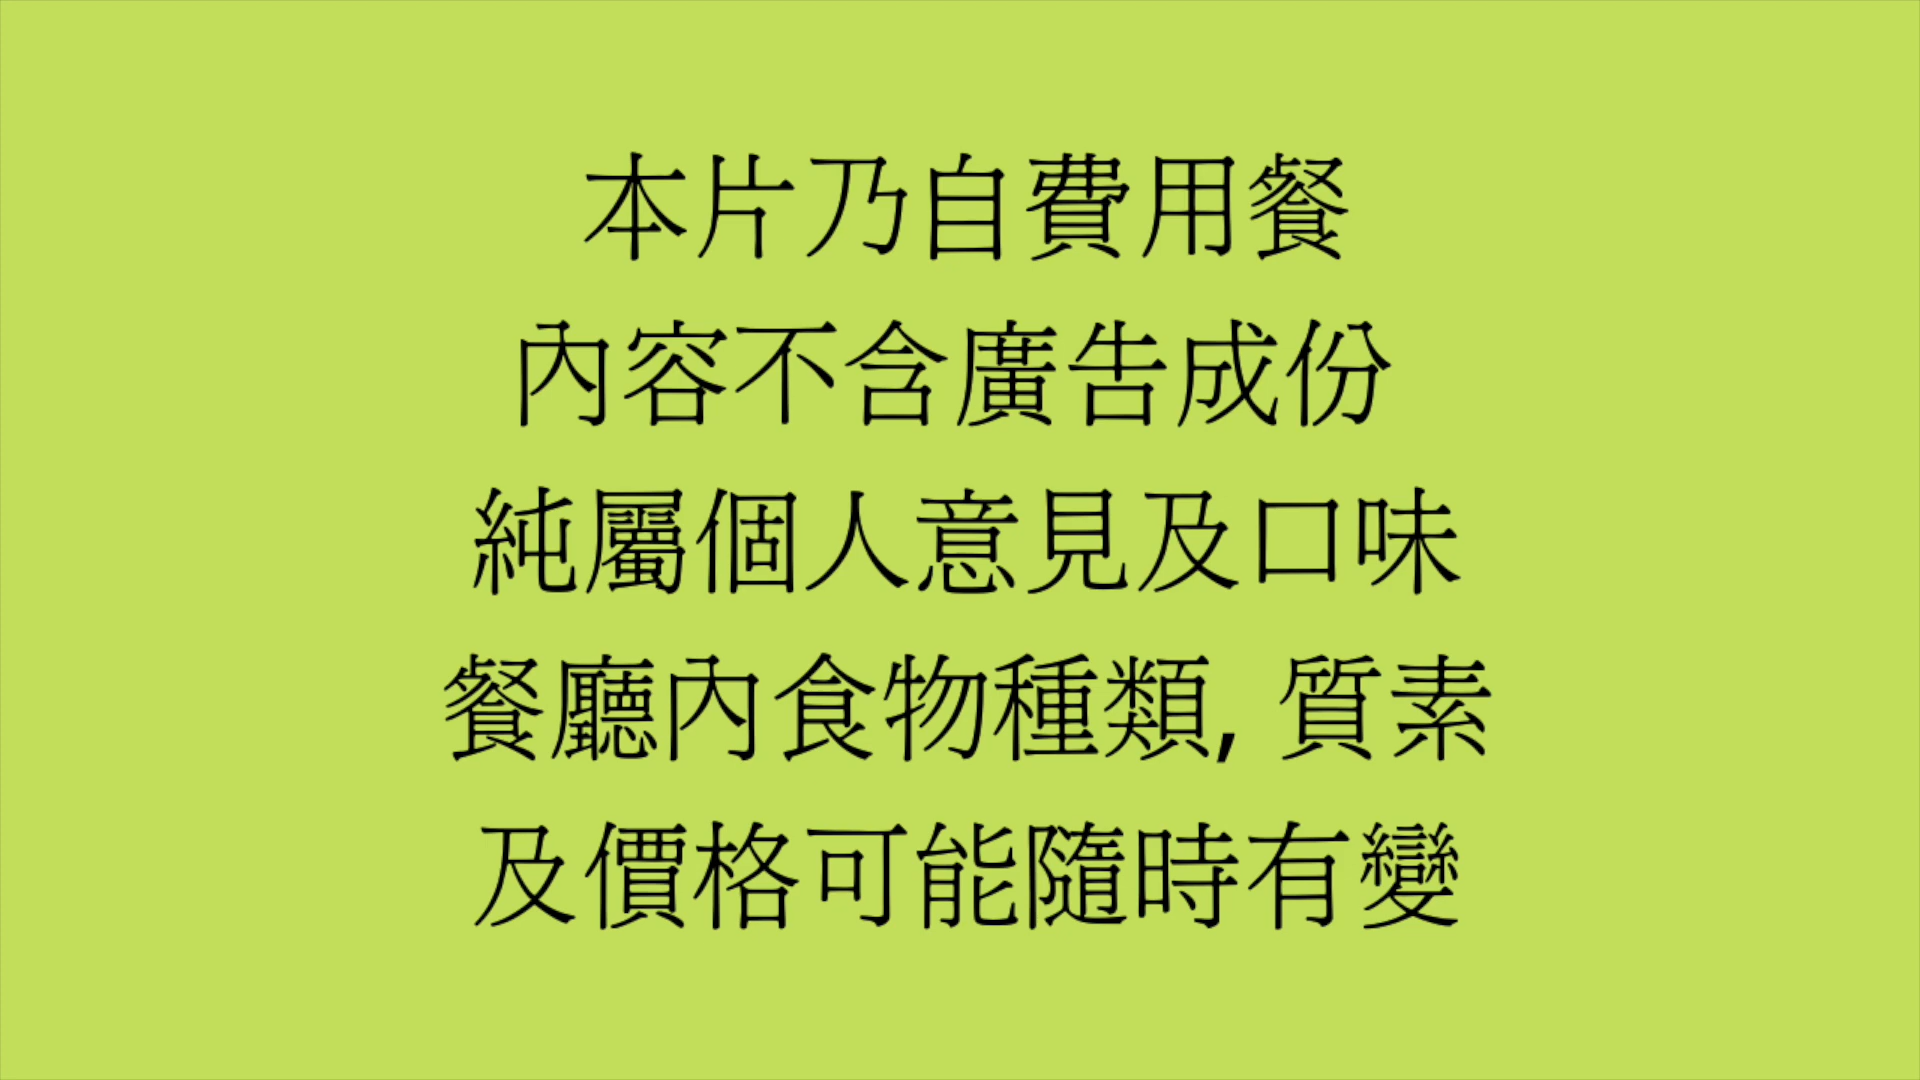 本片乃自費用餐
內容不含廣告成份
純屬個人意見及口味
餐廳內食物種類, 質素
及價格可能隨時有變